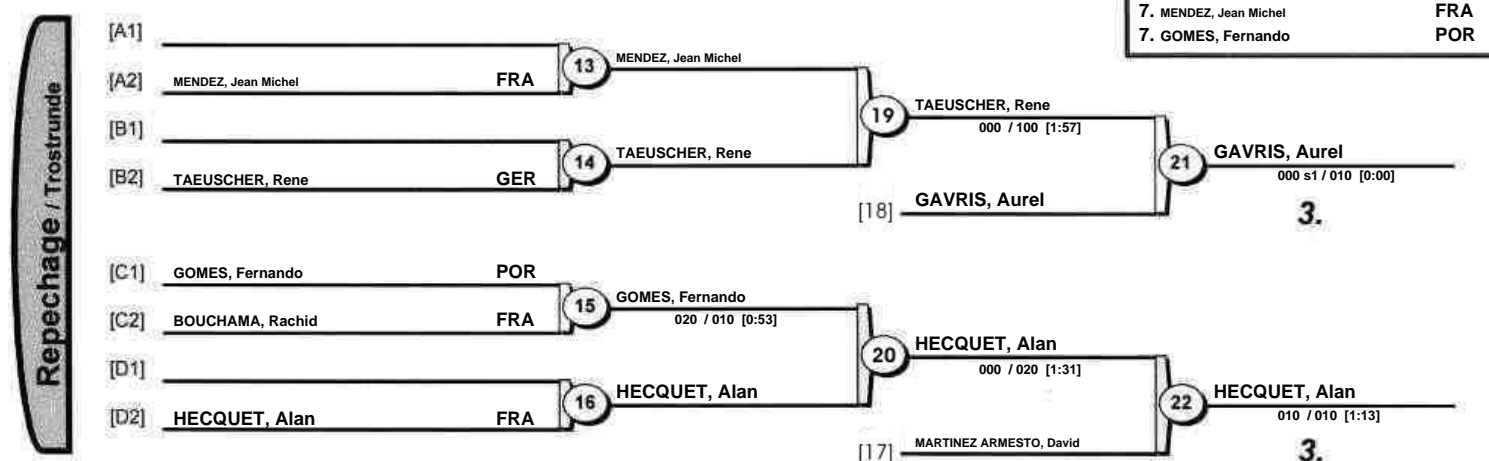 7. MENDEZ, Jean Michel FRA
7. GOMES, Fernando POR
Repechage / Trostrunde
[A1]
[A2] MENDEZ, Jean Michel FRA
13 MENDEZ, Jean Michel
[B1]
[B2] TAEUSCHER, Rene GER
14 TAEUSCHER, Rene
19 TAEUSCHER, Rene
000 / 100 [1:57]
[18] GAVRIS, Aurel
21 GAVRIS, Aurel
000 s1 / 010 [0:00]
3.
[C1] GOMES, Fernando POR
[C2] BOUCHAMA, Rachid FRA
15 GOMES, Fernando
020 / 010 [0:53]
[D1]
[D2] HECQUET, Alan FRA
16 HECQUET, Alan
20 HECQUET, Alan
000 / 020 [1:31]
[17] MARTINEZ ARMESTO, David
22 HECQUET, Alan
010 / 010 [1:13]
3.